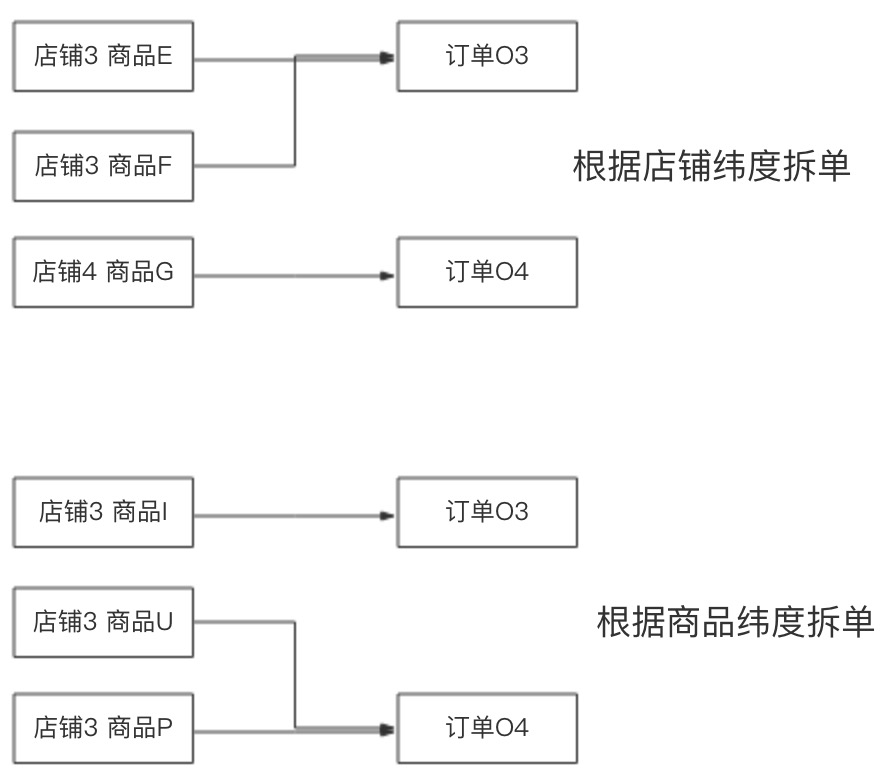 店铺3 商品E
订单O3
店铺3 商品F
根据店铺纬度拆单
店铺4 商品G
订单O4
店铺3 商品I
订单O3
店铺3 商品U
根据商品纬度拆单
店铺3 商品P
订单O4